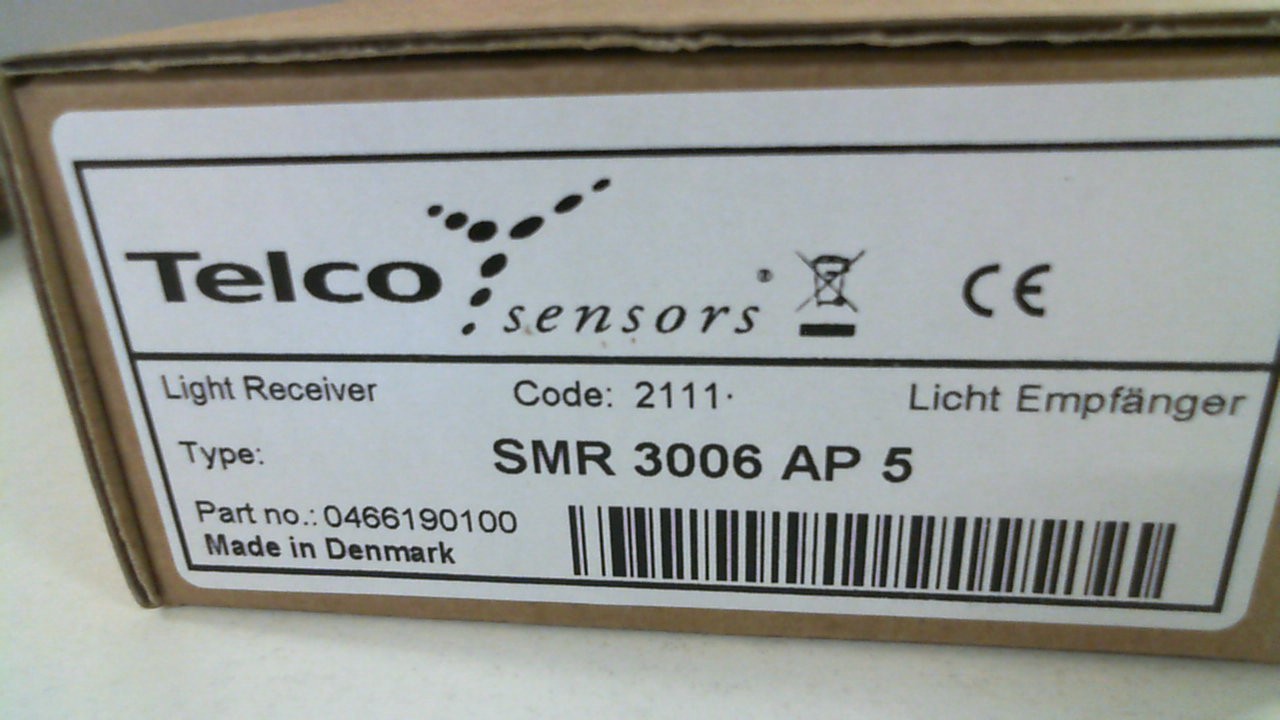 Telco sensors®
CE
Light Receiver Code: 2111· Licht Empfänger
Type: SMR 3006 AP 5
Part no.: 0466190100
Made in Denmark